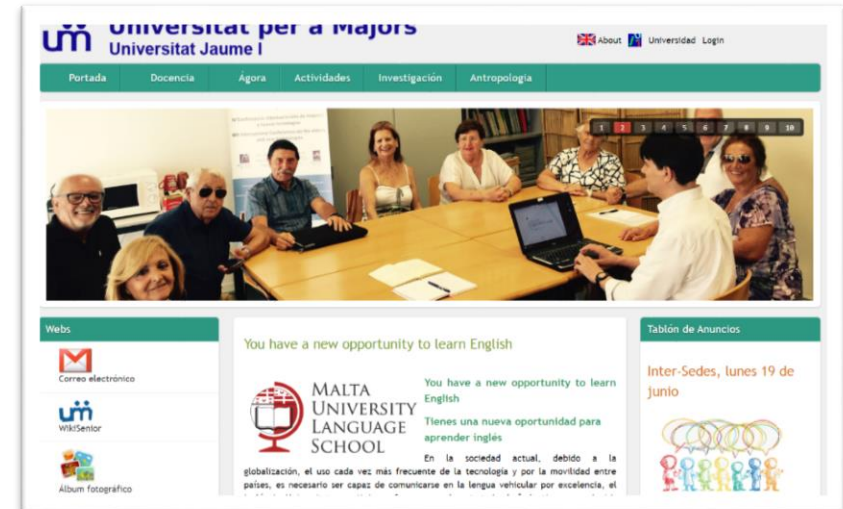 Universitat per a Majors
Universitat Jaume I
About Universidad Login
Portada Docencia Ágora Actividades Investigación Antropologia
1 2 3 4 5 6 7 8 9 10
Webs
Correo electrónico
WikiSenior
Álbum fotográfico
You have a new opportunity to learn English
MALTA
UNIVERSITY
LANGUAGE
SCHOOL
You have a new opportunity to learn
English
Tienes una nueva oportunidad para
aprender inglés
En la sociedad actual, debido a la
globalización, el uso cada vez más frecuente de la tecnología y por la movilidad entre
países, es necesario ser capaz de comunicarse en la lengua vehicular por excelencia, el
Tablón de Anuncios
Inter-Sedes, lunes 19 de
junio